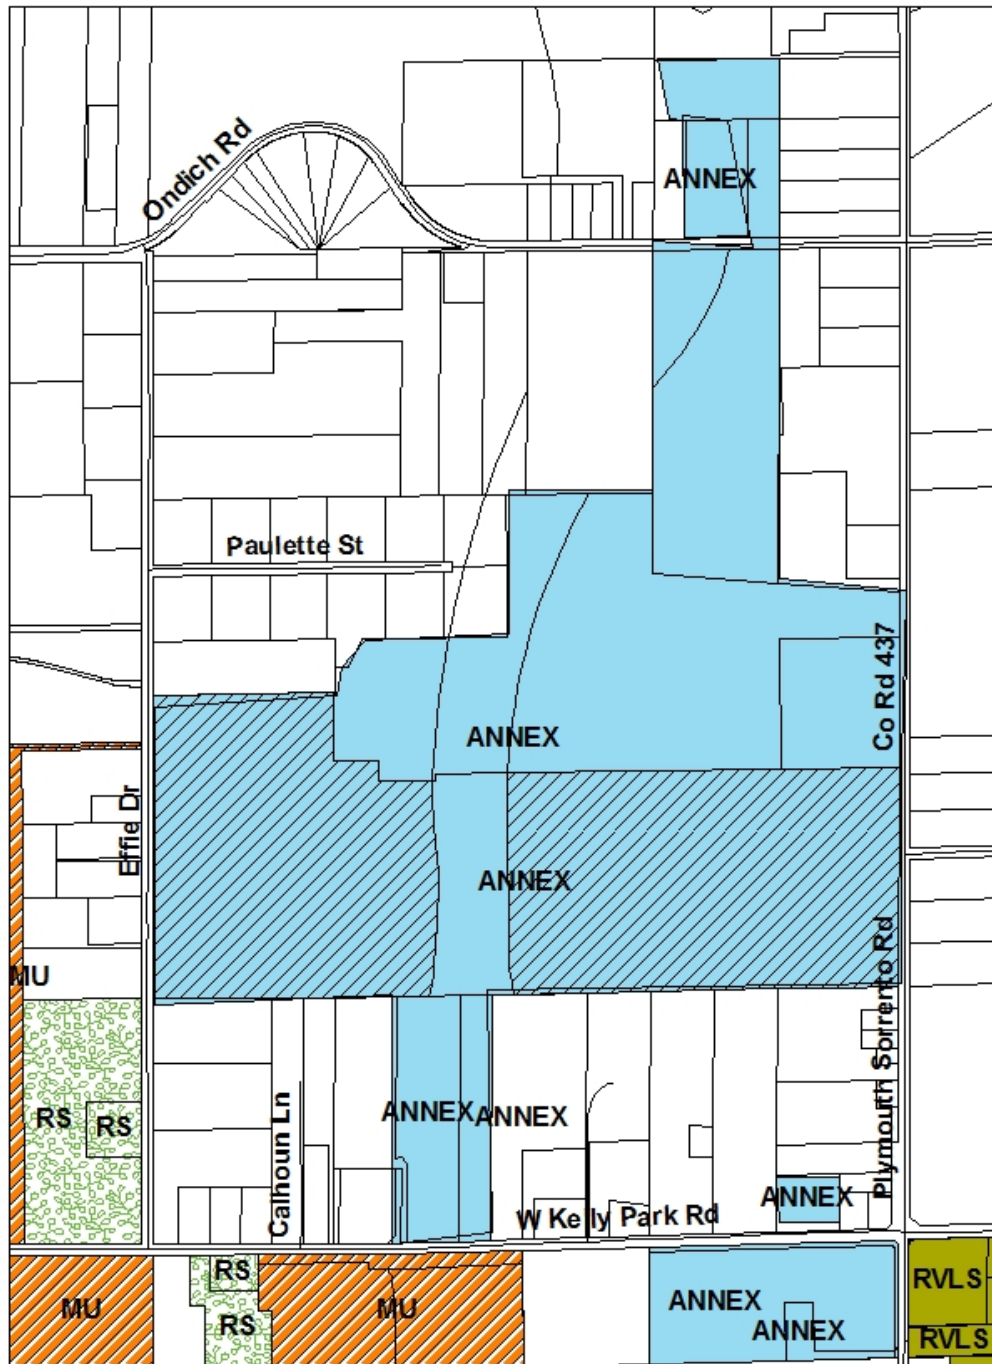 Ondich Rd
ANNEX
Paulette St
Co Rd 437
ANNEX
Effie Dr
ANNEX
MU
Plymouth Sorrento Rd
RS
RS
Calhoun Ln
ANNEX
ANNEX
ANNEX
W Kelly Park Rd
RS
RVLS
MU
MU
ANNEX
RS
ANNEX
RVLS